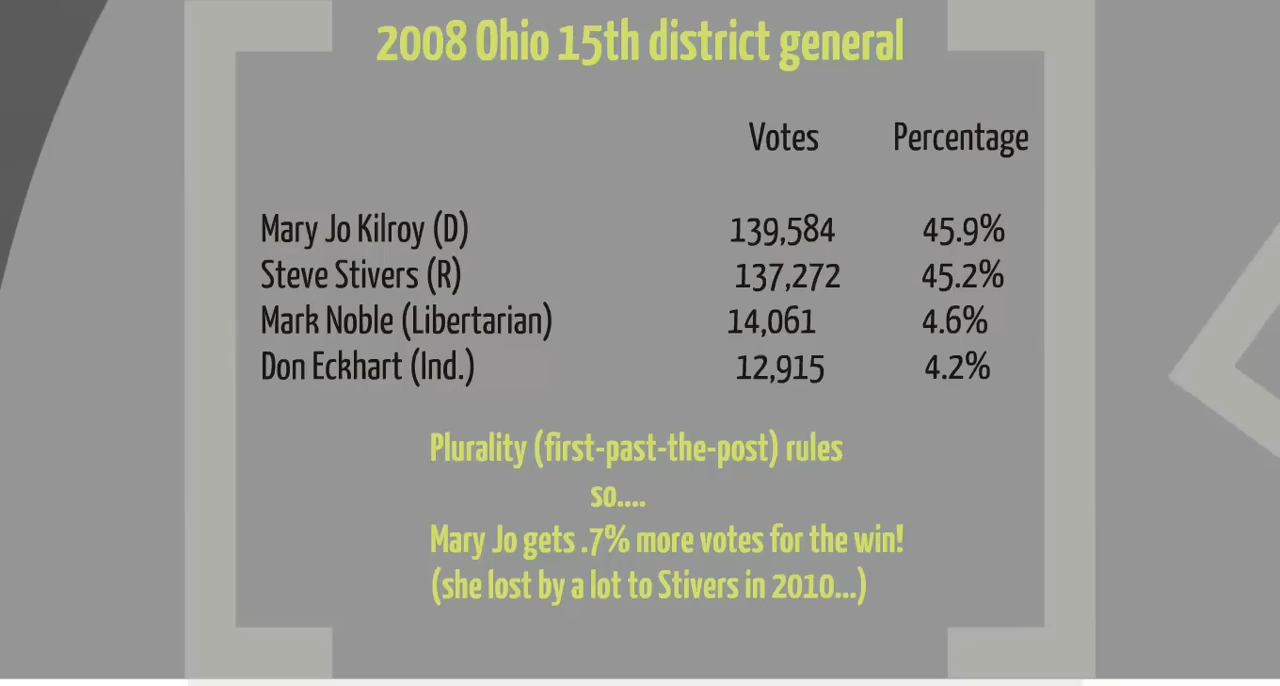 2008 Ohio 15th district general
Votes Percentage
Mary Jo Kilroy (D) 139,584 45.9%
Steve Stivers (R) 137,272 45.2%
Mark Noble (Libertarian) 14,061 4.6%
Don Eckhart (Ind.) 12,915 4.2%
Plurality (first-past-the-post) rules
so....
Mary Jo gets .7% more votes for the win!
(she lost by a lot to Stivers in 2010...)